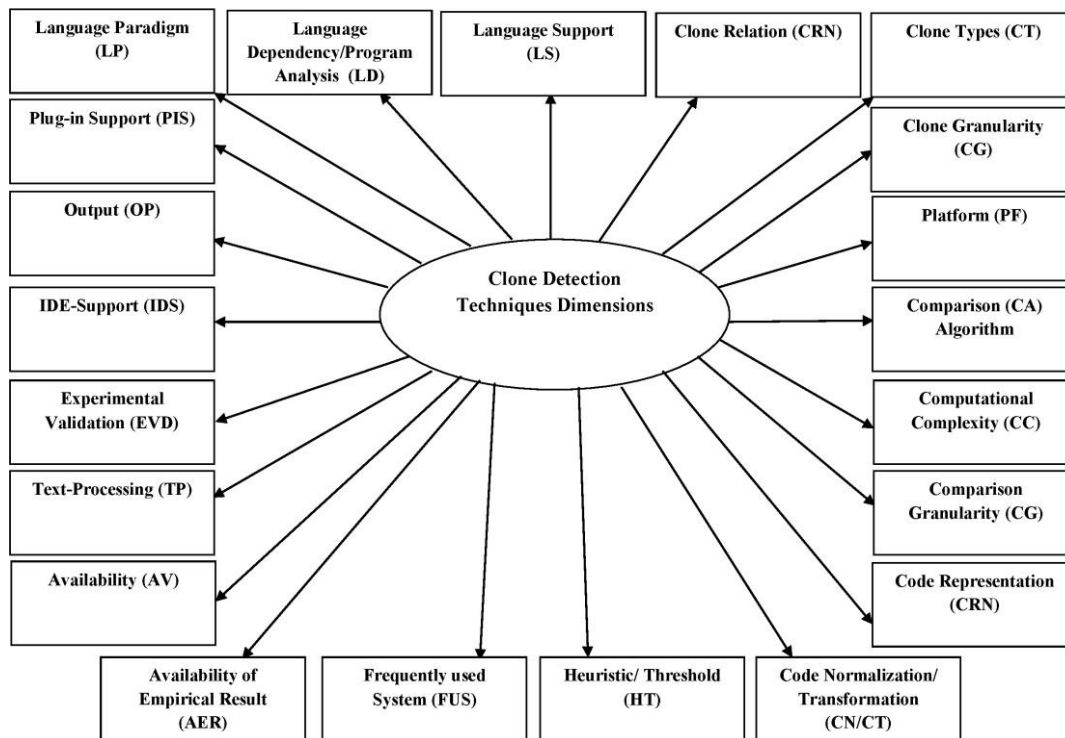 Language Paradigm
(LP)
Language
Dependency/Program
Analysis (LD)
Language Support
(LS)
Clone Relation (CRN)
Clone Types (CT)
Plug-in Support (PIS)
Clone Granularity
(CG)
Output (OP)
Platform (PF)
Clone Detection
Techniques Dimensions
IDE-Support (IDS)
Comparison (CA)
Algorithm
Experimental
Validation (EVD)
Computational
Complexity (CC)
Text-Processing (TP)
Comparison
Granularity (CG)
Availability (AV)
Code Representation
(CRN)
Availability of
Empirical Result
(AER)
Frequently used
System (FUS)
Heuristic/ Threshold
(HT)
Code Normalization/
Transformation
(CN/CT)